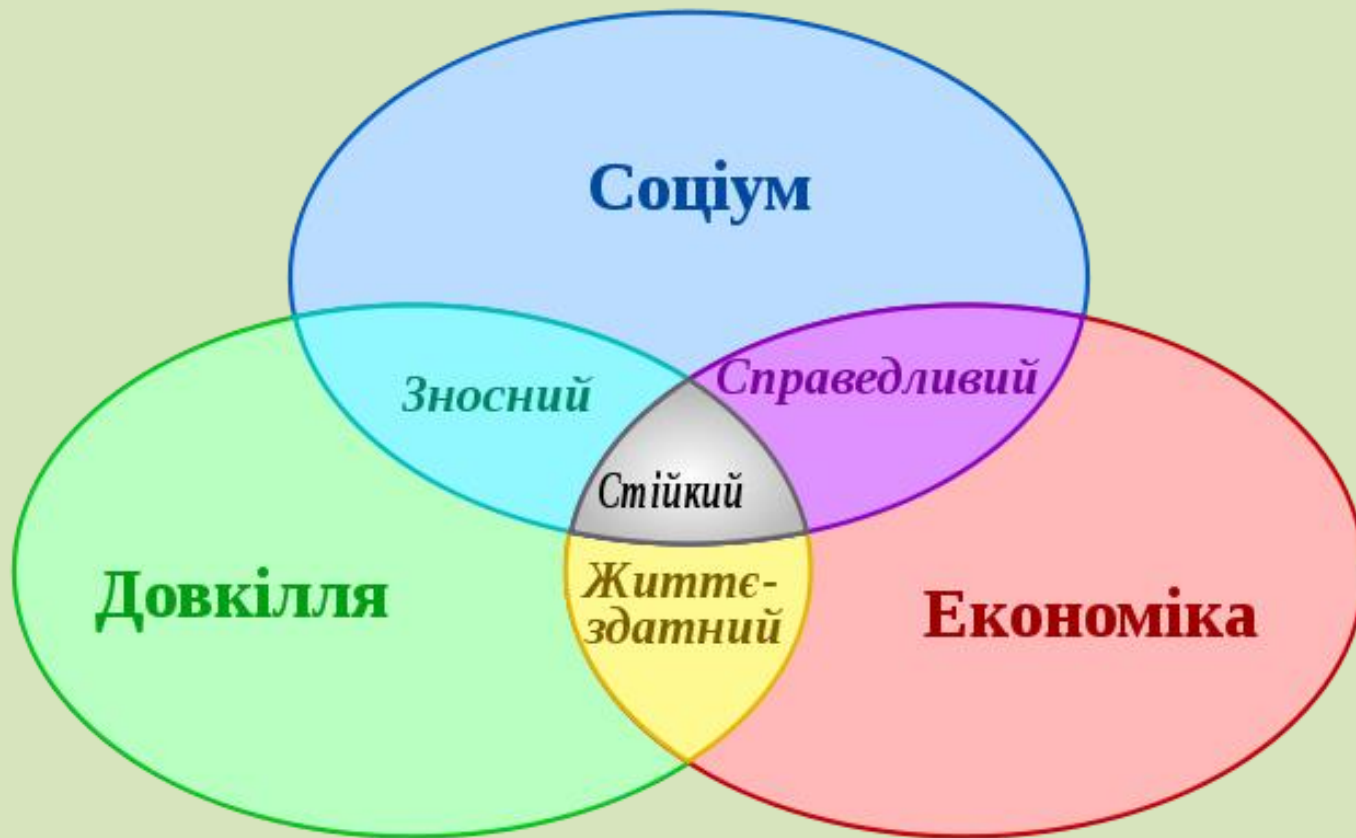 Соціум
Зносний
Справедливий
Стійкий
Довкілля
Життє-
здатний
Економіка